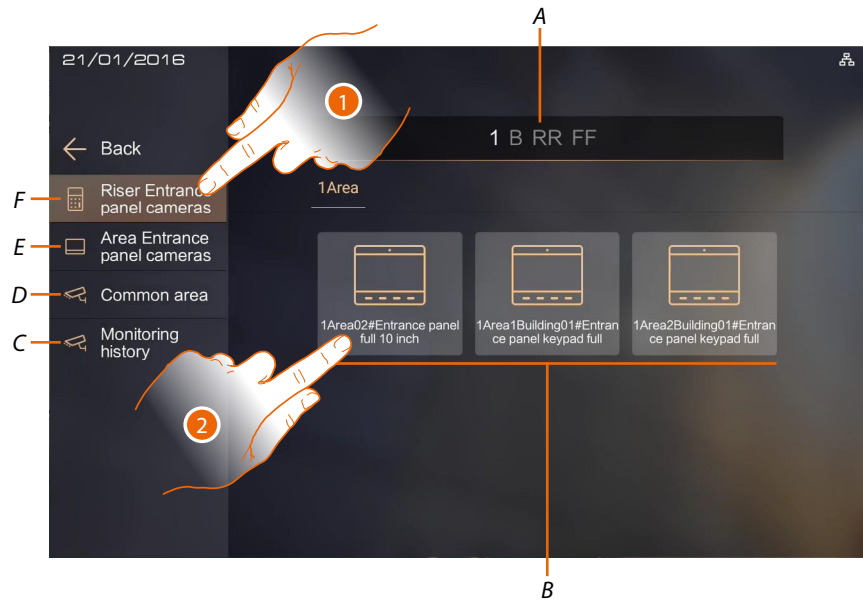 A
21/01/2016
1
1 B RR FF
Back
1Area
F
Riser Entrance
panel cameras
E
Area Entrance
panel cameras
D
Common area
C
Monitoring
history
1Area02#Entrance panel
full 10 inch
1Area1Building01#Entran
ce panel keypad full
1Area2Building01#Entran
ce panel keypad full
2
B